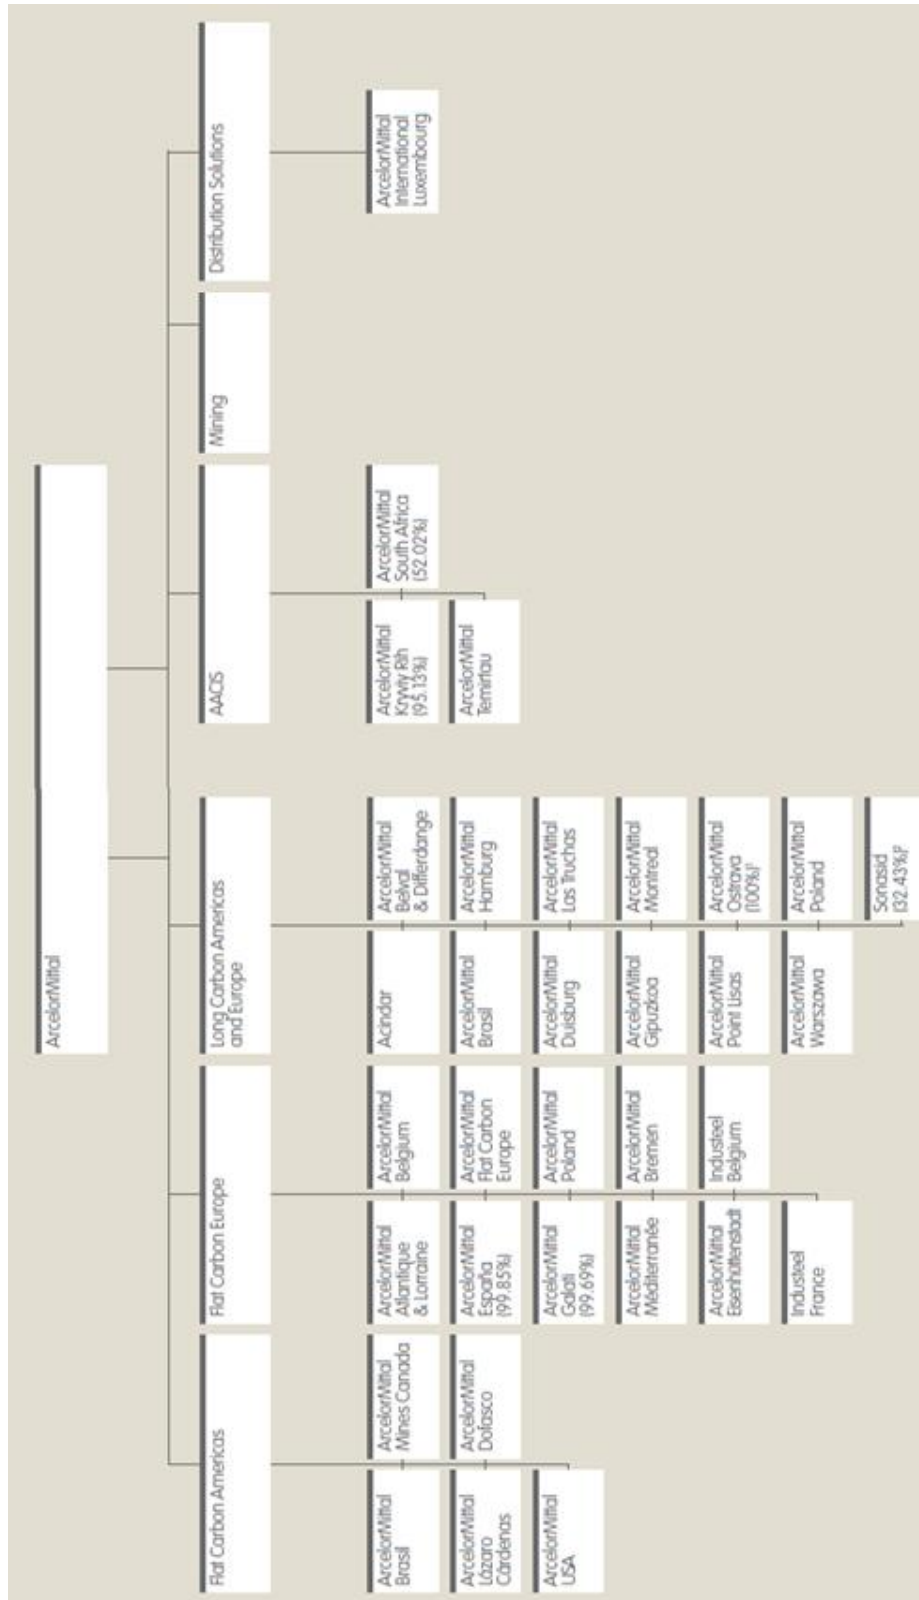 ArcelorMittal
Flat Carbon Americas
Flat Carbon Europe
Long Carbon Americas
and Europe
AACIS
Mining
Distribution Solutions
ArcelorMittal
Brasil
ArcelorMittal
Mines Canada
ArcelorMittal
Lázaro
Cárdenas
ArcelorMittal
Dofasco
ArcelorMittal
USA
ArcelorMittal
Atlantique
& Lorraine
ArcelorMittal
Belgium
ArcelorMittal
España
(99.85%)
ArcelorMittal
Flat Carbon
Europe
ArcelorMittal
Galati
(99.69%)
ArcelorMittal
Poland
ArcelorMittal
Méditerranée
ArcelorMittal
Bremen
ArcelorMittal
Eisenhüttenstadt
Industeel
Belgium
Industeel
France
Acindar
ArcelorMittal
Belval
& Differdange
ArcelorMittal
Brasil
ArcelorMittal
Hamburg
ArcelorMittal
Duisburg
ArcelorMittal
Las Truchas
ArcelorMittal
Gipuzkoa
ArcelorMittal
Montreal
ArcelorMittal
Point Lisas
ArcelorMittal
Ostrava
(100%)¹
ArcelorMittal
Warszawa
ArcelorMittal
Poland
Sonasid
(32.43%)²
ArcelorMittal
Kryviy Rih
(95.13%)
ArcelorMittal
South Africa
(52.02%)
ArcelorMittal
Temirtau
ArcelorMittal
International
Luxembourg